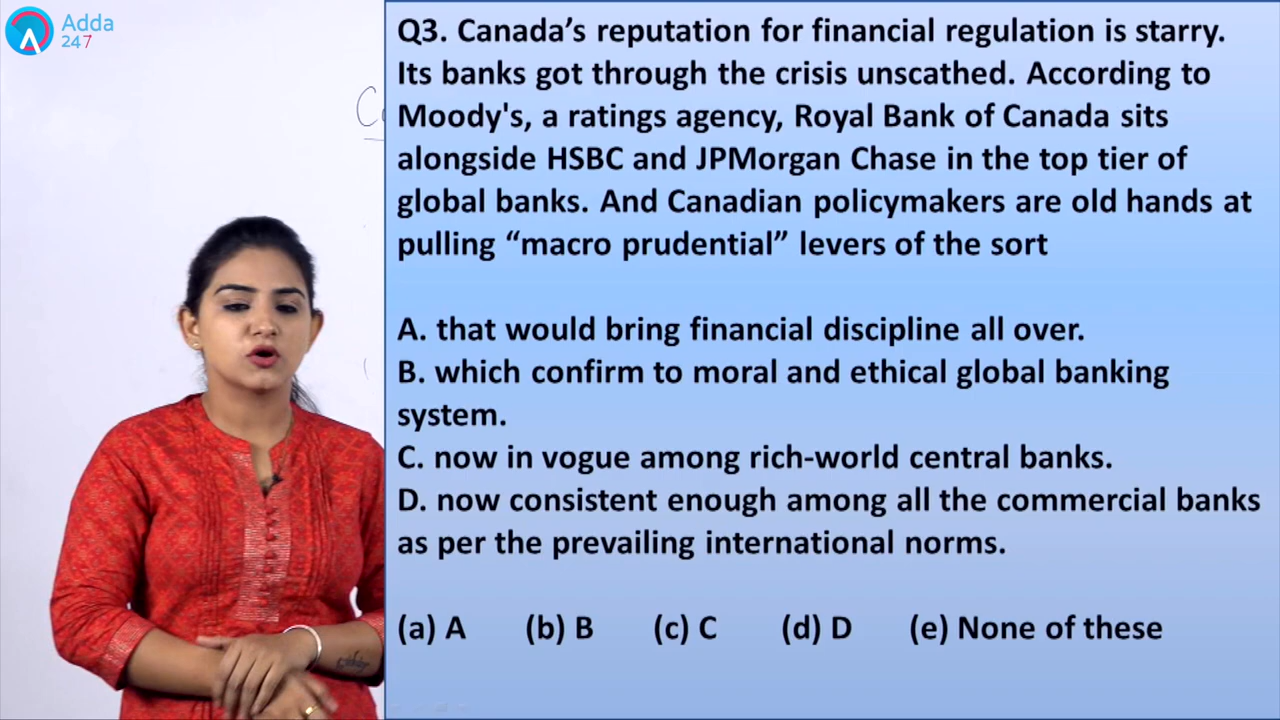 Adda
247
Q3. Canada’s reputation for financial regulation is starry.
Its banks got through the crisis unscathed. According to
Moody's, a ratings agency, Royal Bank of Canada sits
alongside HSBC and JPMorgan Chase in the top tier of
global banks. And Canadian policymakers are old hands at
pulling “macro prudential” levers of the sort
A. that would bring financial discipline all over.
B. which confirm to moral and ethical global banking
system.
C. now in vogue among rich-world central banks.
D. now consistent enough among all the commercial banks
as per the prevailing international norms.
(a) A (b) B (c) C (d) D (e) None of these